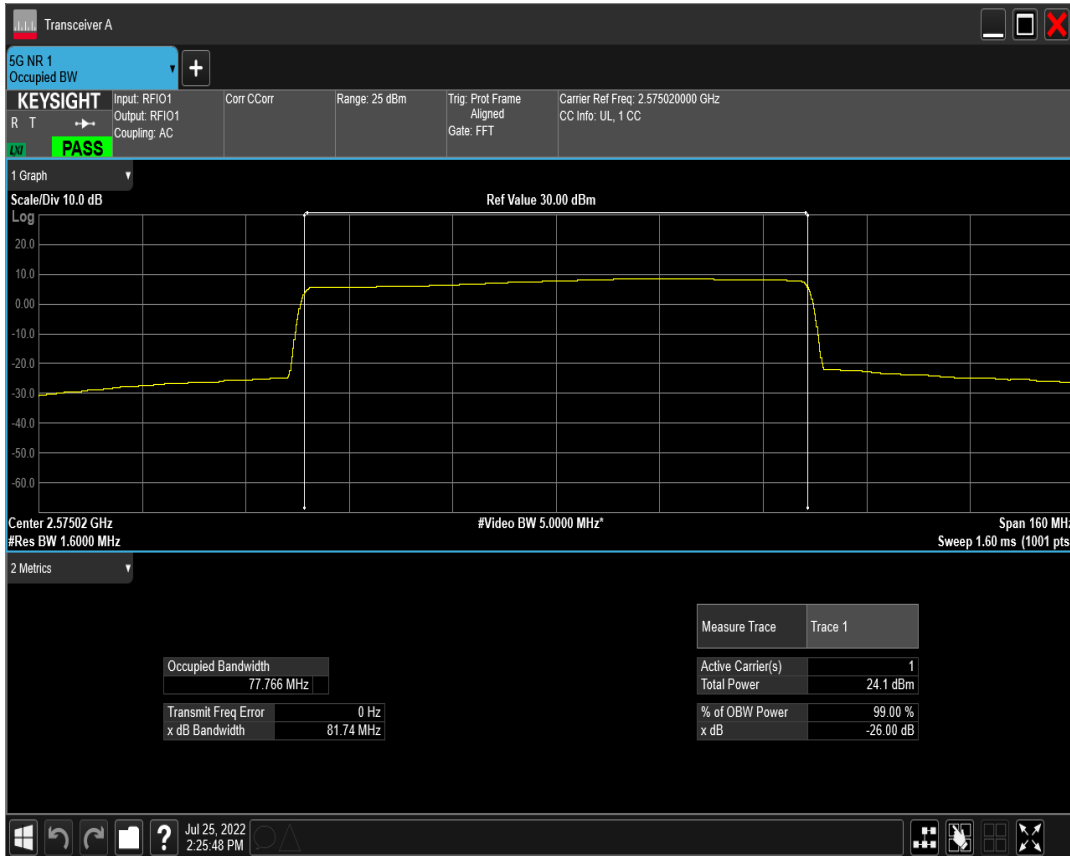 Transceiver A
5G NR 1
Occupied BW
KEYSIGHT
R T
LXI
PASS
Input: RFIO1
Output: RFIO1
Coupling: AC
Corr CCorr
Range: 25 dBm
Trig: Prot Frame
Aligned
Gate: FFT
Carrier Ref Freq: 2.575020000 GHz
CC Info: UL, 1 CC
1 Graph
Scale/Div 10.0 dB
Ref Value 30.00 dBm
Log
20.0
10.0
0.00
-10.0
-20.0
-30.0
-40.0
-50.0
-60.0
Center 2.57502 GHz
#Video BW 5.0000 MHz*
Span 160 MHz
#Res BW 1.6000 MHz
Sweep 1.60 ms (1001 pts
2 Metrics
Measure Trace Trace 1
Occupied Bandwidth
77.766 MHz
Active Carrier(s) 1
Total Power 24.1 dBm
Transmit Freq Error 0 Hz
x dB Bandwidth 81.74 MHz
% of OBW Power 99.00 %
x dB -26.00 dB
?
Jul 25, 2022
2:25:48 PM